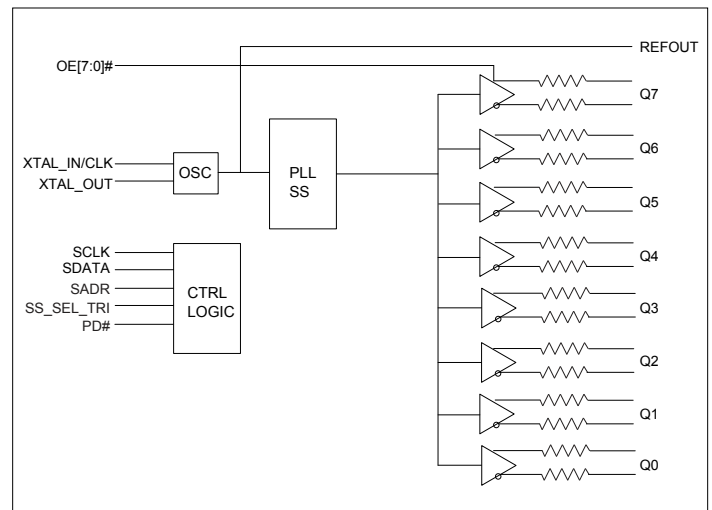 REFOUT
OE[7:0]#
Q7
Q6
XTAL_IN/CLK
XTAL_OUT
OSC
PLL
SS
Q5
Q4
SCLK
SDATA
SADR
SS_SEL_TRI
PD#
CTRL
LOGIC
Q3
Q2
Q1
Q0